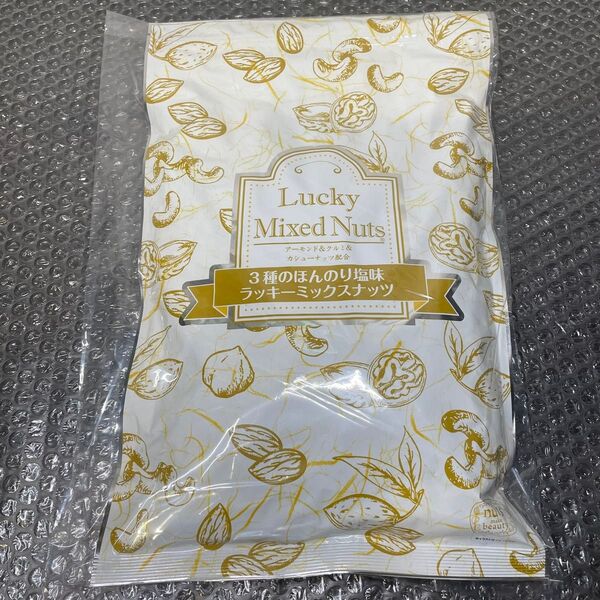 Lucky
Mixed Nuts
アーモンド&クルミ&
カシューナッツ配合
3種のほんのり塩味
ラッキーミックスナッツ
nuts
beauty